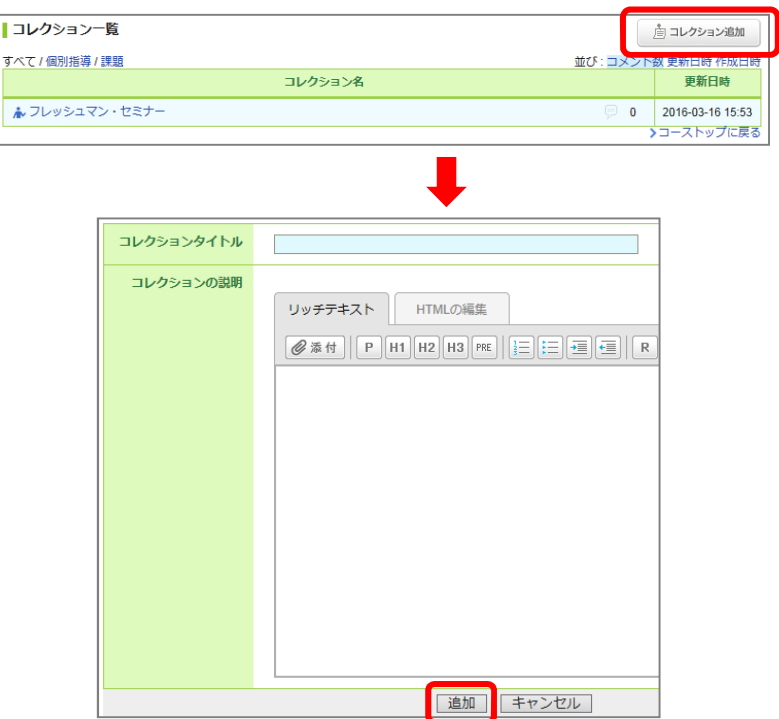 コレクション一覧
コレクション追加
すべて / 個別指導 / 課題
並び : コメント数 更新日時 作成日時
コレクション名 更新日時
フレッシュマン・セミナー 0 2016-03-16 15:53
コーストップに戻る
コレクションタイトル
コレクションの説明
リッチテキスト HTMLの編集
添付 P H1 H2 H3 PRE R
追加 キャンセル